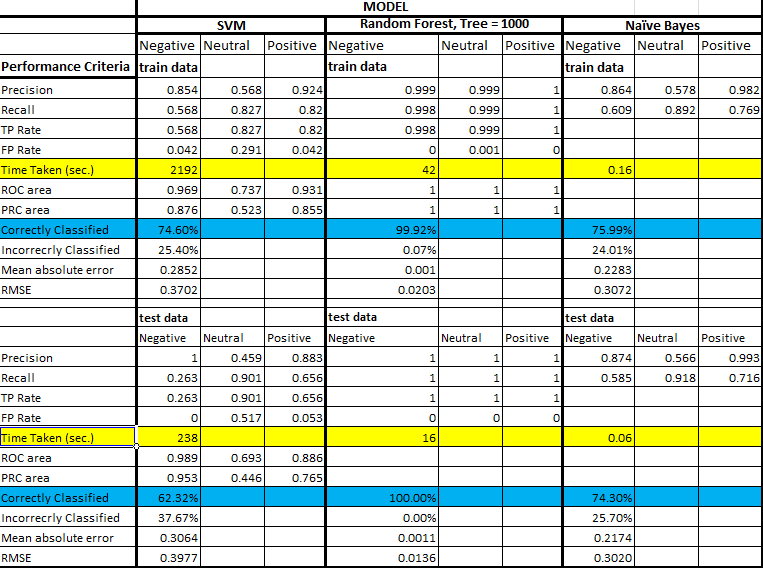 MODEL
SVM Random Forest, Tree = 1000 Naïve Bayes
Negative Neutral Positive Negative Neutral Positive Negative Neutral Positive
Performance Criteria train data train data train data
Precision 0.854 0.568 0.924 0.999 0.999 1 0.864 0.578 0.982
Recall 0.568 0.827 0.82 0.998 0.999 1 0.609 0.892 0.769
TP Rate 0.568 0.827 0.82 0.998 0.999 1
FP Rate 0.042 0.291 0.042 0 0.001 0
Time Taken (sec.) 2192 42 0.16
ROC area 0.969 0.737 0.931 1 1 1
PRC area 0.876 0.523 0.855 1 1 1
Correctly Classified 74.60% 99.92% 75.99%
Incorrecrly Classified 25.40% 0.07% 24.01%
Mean absolute error 0.2852 0.001 0.2283
RMSE 0.3702 0.0203 0.3072
test data test data test data
Negative Neutral Positive Negative Neutral Positive Negative Neutral Positive
Precision 1 0.459 0.883 1 1 1 0.874 0.566 0.993
Recall 0.263 0.901 0.656 1 1 1 0.585 0.918 0.716
TP Rate 0.263 0.901 0.656 1 1 1
FP Rate 0 0.517 0.053 0 0 0
Time Taken (sec.) 238 16 0.06
ROC area 0.989 0.693 0.886
PRC area 0.953 0.446 0.765
Correctly Classified 62.32% 100.00% 74.30%
Incorrecrly Classified 37.67% 0.00% 25.70%
Mean absolute error 0.3064 0.0011 0.2174
RMSE 0.3977 0.0136 0.3020